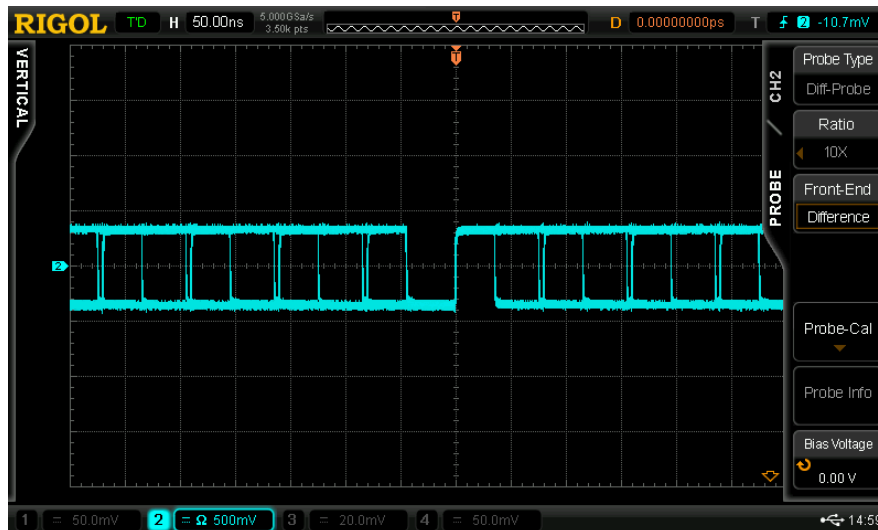 RIGOL T'D H 50.00ns 5.000GSa/s
3.50k pts
D 0.00000000ps T 2 -10.7mV
T
T
VERTICAL
CH2
PROBE
Probe Type
Diff-Probe
Ratio
10X
Front-End
Difference
2
Probe-Cal
Probe Info
Bias Voltage
0.00 V
1 = 50.0mV 2 = Ω 500mV 3 = 20.0mV 4 = 50.0mV